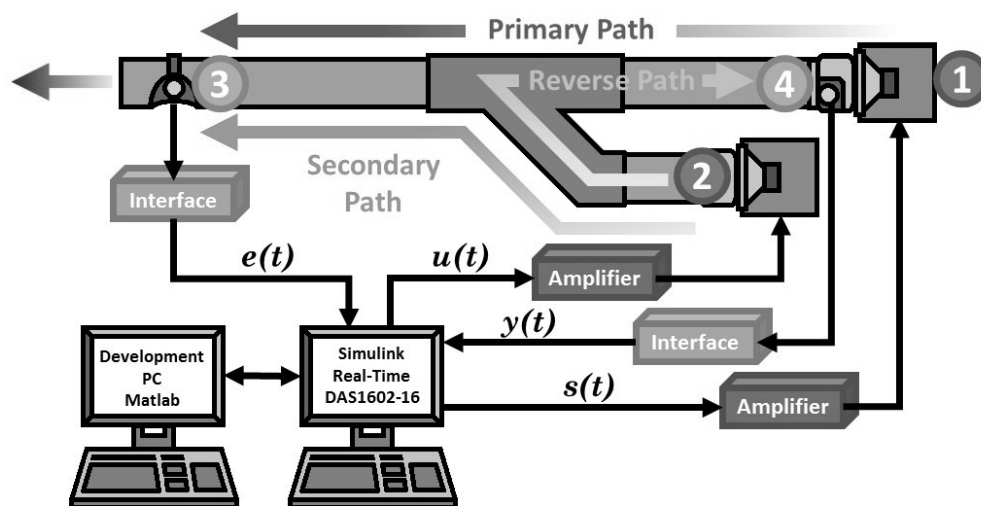 Primary Path
Reverse Path
3
4
1
2
Secondary
Path
Interface
e(t)
u(t)
Amplifier
y(t)
Interface
Development
PC
Matlab
Simulink
Real-Time
DAS1602-16
s(t)
Amplifier